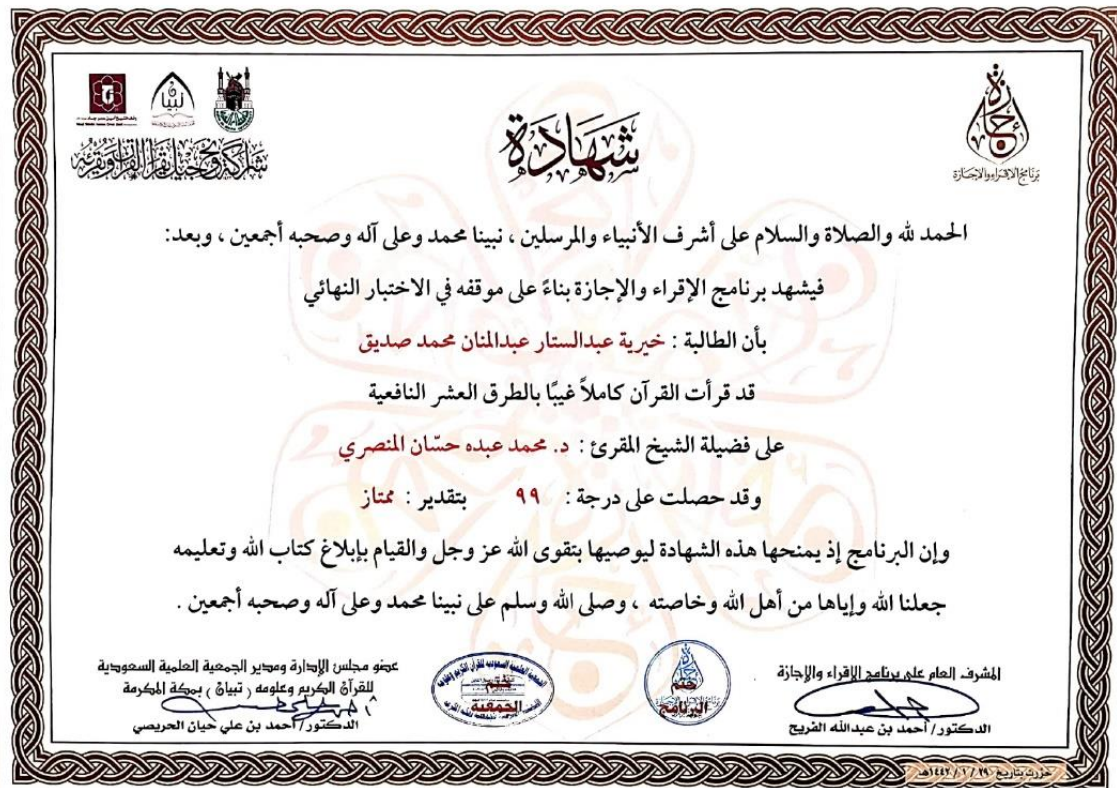 إجازة
برنامج الإقراء والإجازة
نبيا
شهادة
الحمد لله والصلاة والسلام على أشرف الأنبياء والمرسلين ، نبينا محمد وعلى آله وصحبه أجمعين ، وبعد:
فيشهد برنامج الإقراء والإجازة بناءً على موقفه في الاختبار النهائي
بأن الطالبة : خيرية عبدالستار عبدالمنان محمد صديق
قد قرأت القرآن كاملاً غيبًا بالطرق العشر النافعية
على فضيلة الشيخ المقرئ : د. محمد عبده حسّان المنصري
وقد حصلت على درجة : ٩٩ بتقدير : ممتاز
وإن البرنامج إذ يمنحها هذه الشهادة ليوصيها بتقوى الله عز وجل والقيام بإبلاغ كتاب الله وتعليمه
جعلنا الله وإياها من أهل الله وخاصته ، وصلى الله وسلم على نبينا محمد وعلى آله وصحبه أجمعين .
المشرف العام على برنامج الإقراء والإجازة
الدكتور / أحمد بن عبدالله الفريح
ختم
البرنامج
ختم
الجمعية
عضو مجلس الإدارة ومدير الجمعية العلمية السعودية
للقرآن الكريم وعلومه ( تبيان ) بمكة المكرمة
الدكتور / أحمد بن علي حيان الحريصي
حررت بتاريخ ٢٩ / ١ / ١٤٤٢هـ